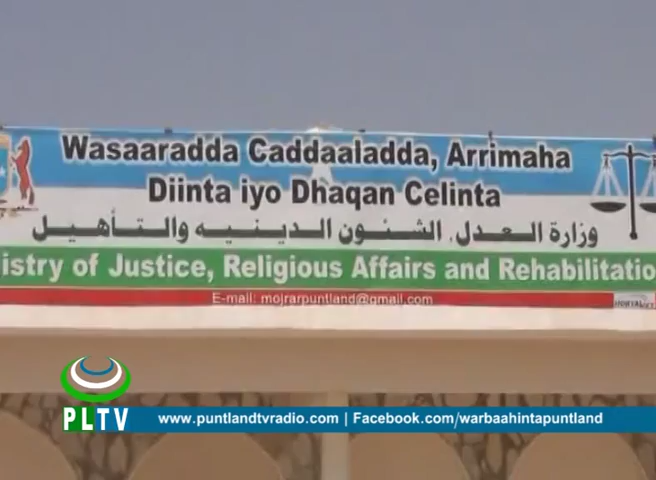 Wasaaradda Caddaaladda, Arrimaha
Diinta iyo Dhaqan Celinta
وزارة العدل, الشئون الدينيه والتأهيل
istry of Justice, Religious Affairs and Rehabilitatio
E-mail: mojrarpuntland@gmail.com
PLTV
www.puntlandtvradio.com | Facebook.com/warbaahintapuntland